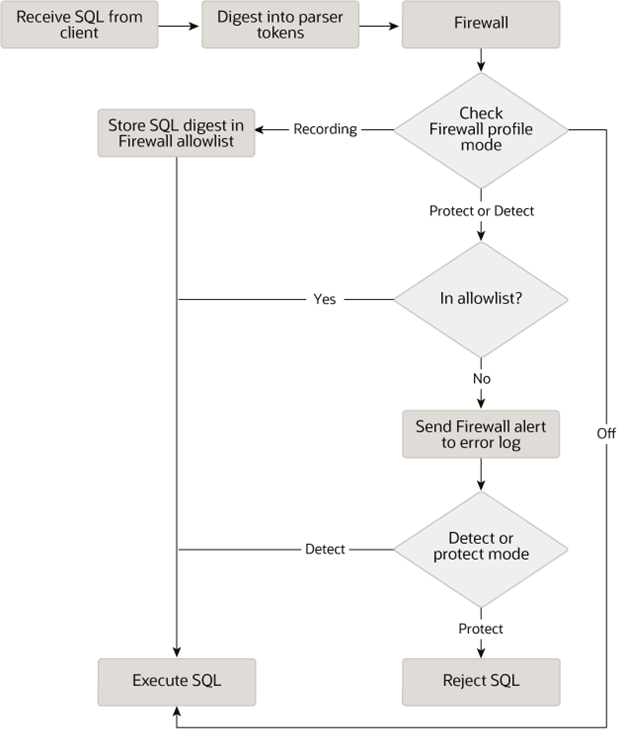 Receive SQL from
client
Digest into parser
tokens
Firewall
Check
Firewall profile
mode
Recording
Store SQL digest in
Firewall allowlist
Protect or Detect
In allowlist?
Yes
No
Send Firewall alert
to error log
Off
Detect or
protect mode
Detect
Protect
Execute SQL
Reject SQL